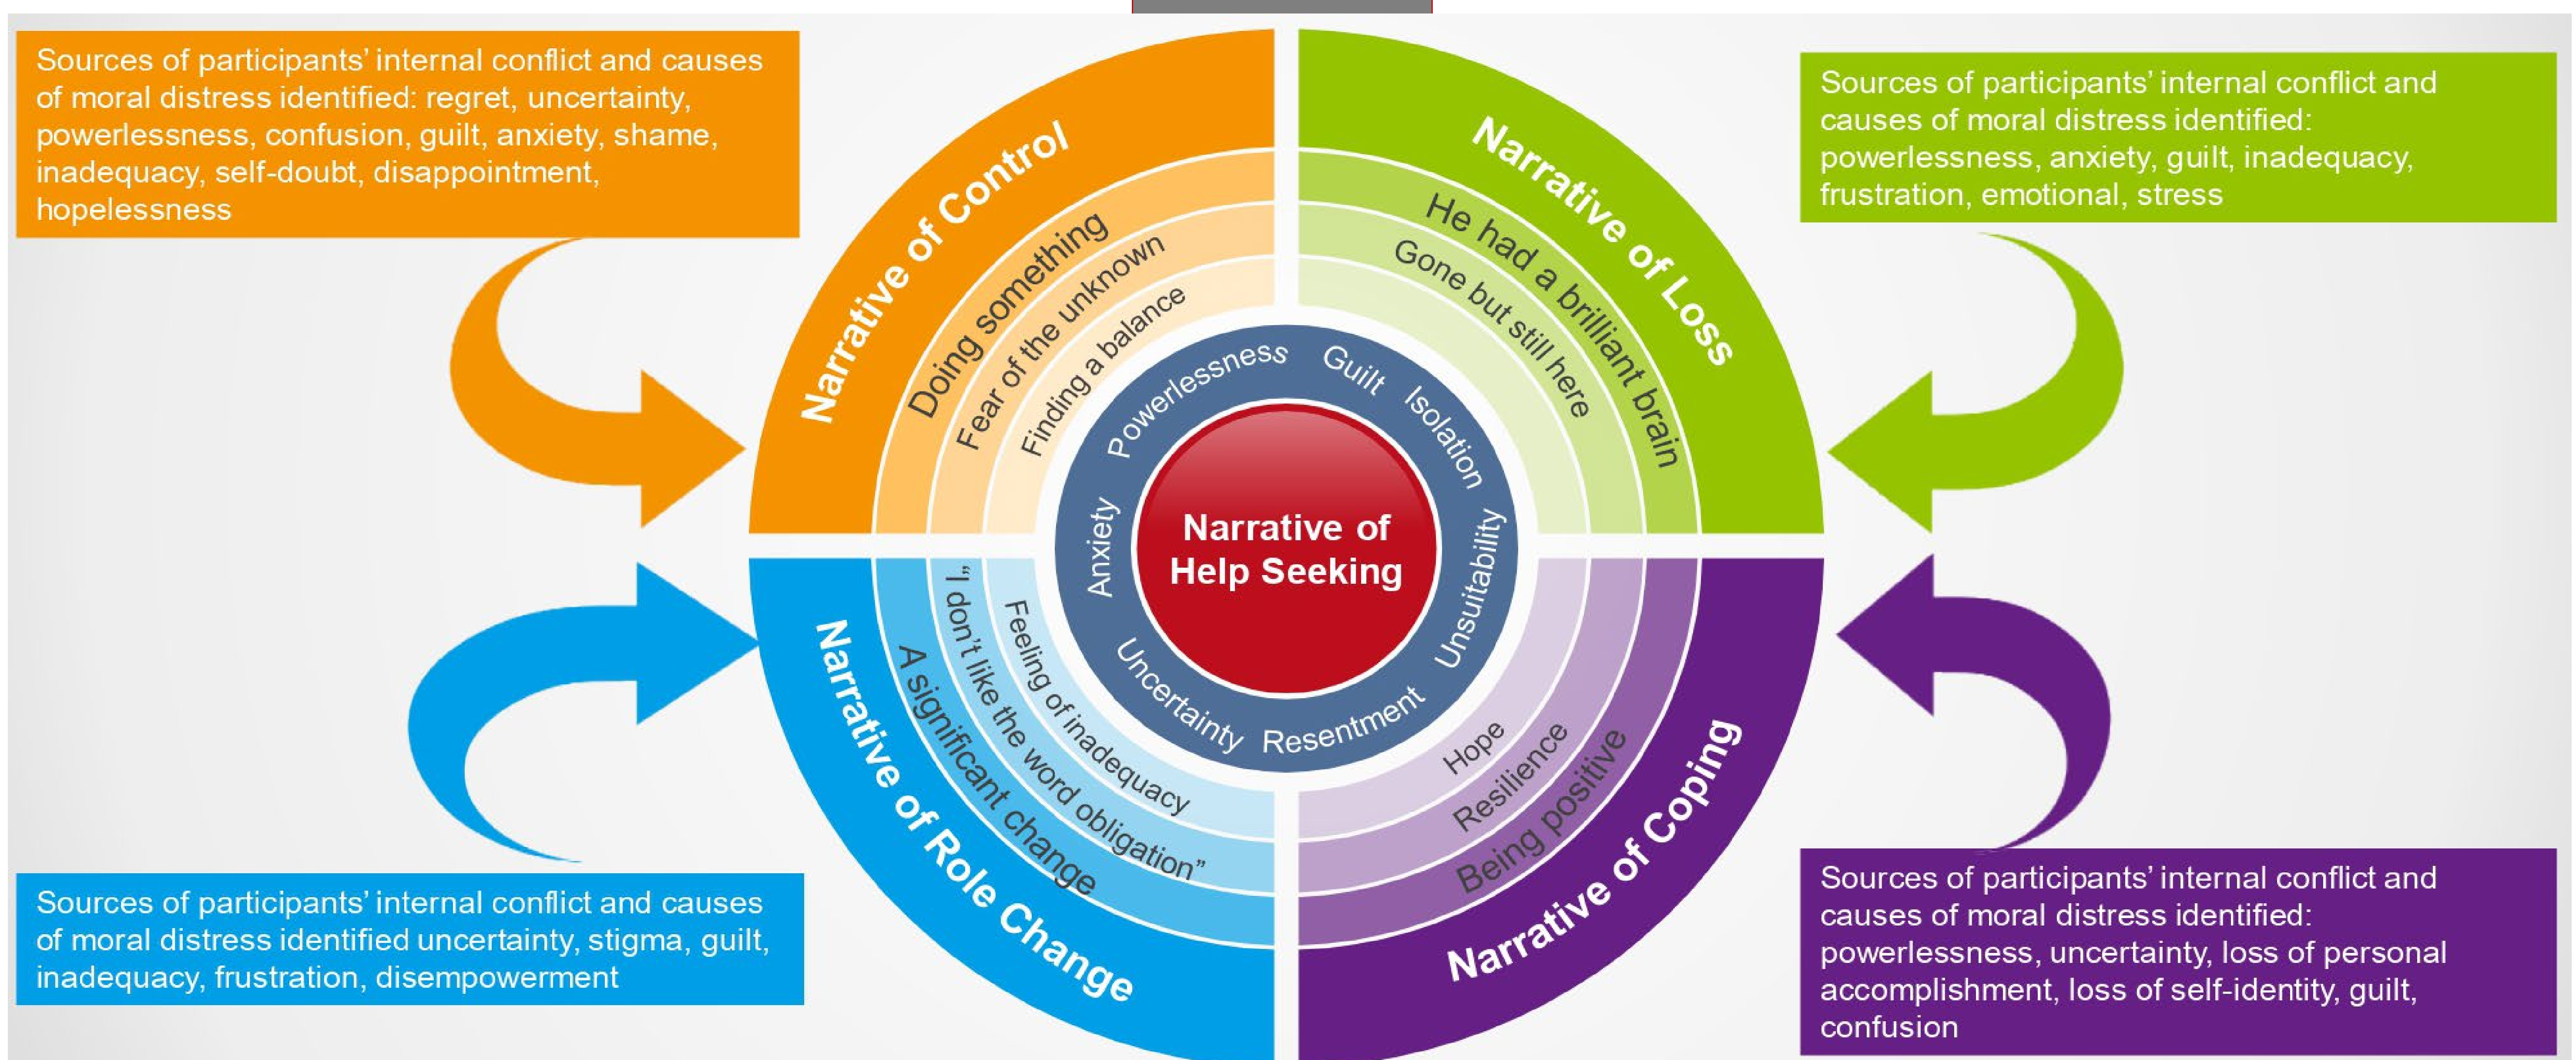 Sources of participants’ internal conflict and causes
of moral distress identified: regret, uncertainty,
powerlessness, confusion, guilt, anxiety, shame,
inadequacy, self-doubt, disappointment,
hopelessness
Sources of participants’ internal conflict and
causes of moral distress identified:
powerlessness, anxiety, guilt, inadequacy,
frustration, emotional, stress
Narrative of Control
Doing something
Fear of the unknown
Finding a balance
Narrative of Loss
He had a brilliant brain
Gone but still here
Powerlessness
Guilt
Isolation
Unsuitability
Resentment
Uncertainty
Anxiety
Narrative of
Help Seeking
Narrative of Role Change
A significant change
"I don’t like the word obligation”
Feeling of inadequacy
Hope
Resilience
Being positive
Narrative of Coping
Sources of participants’ internal conflict and causes
of moral distress identified uncertainty, stigma, guilt,
inadequacy, frustration, disempowerment
Sources of participants’ internal conflict and
causes of moral distress identified:
powerlessness, uncertainty, loss of personal
accomplishment, loss of self-identity, guilt,
confusion